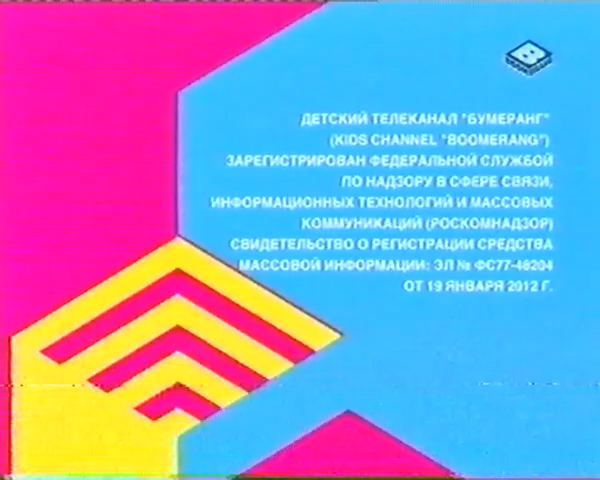 B
ДЕТСКИЙ ТЕЛЕКАНАЛ "БУМЕРАНГ"
(KIDS CHANNEL "BOOMERANG")
ЗАРЕГИСТРИРОВАН ФЕДЕРАЛЬНОЙ СЛУЖБОЙ
ПО НАДЗОРУ В СФЕРЕ СВЯЗИ,
ИНФОРМАЦИОННЫХ ТЕХНОЛОГИЙ И МАССОВЫХ
КОММУНИКАЦИЙ (РОСКОМНАДЗОР)
СВИДЕТЕЛЬСТВО О РЕГИСТРАЦИИ СРЕДСТВА
МАССОВОЙ ИНФОРМАЦИИ: ЭЛ № ФС77-48204
ОТ 19 ЯНВАРЯ 2012 Г.